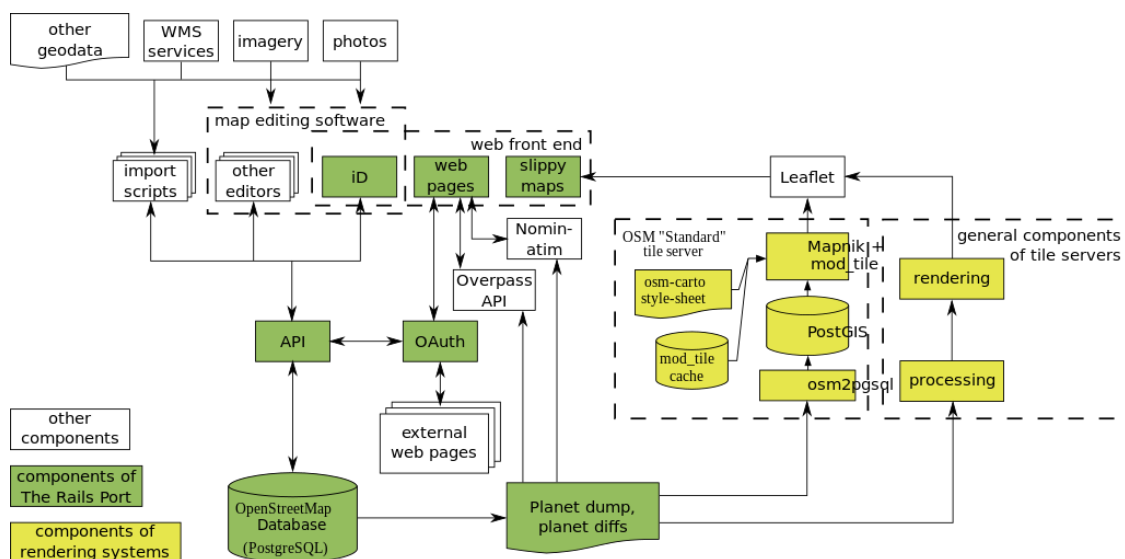 other
geodata
WMS
services
imagery
photos
map editing software
web front end
import
scripts
other
editors
iD
web
pages
slippy
maps
Leaflet
Nomin-
atim
OSM "Standard"
tile server
Mapnik +
mod_tile
general components
of tile servers
Overpass
API
osm-carto
style-sheet
rendering
PostGIS
API
OAuth
mod_tile
cache
osm2pgsql
processing
other
components
external
web pages
components of
The Rails Port
OpenStreetMap
Database
(PostgreSQL)
Planet dump,
planet diffs
components of
rendering systems